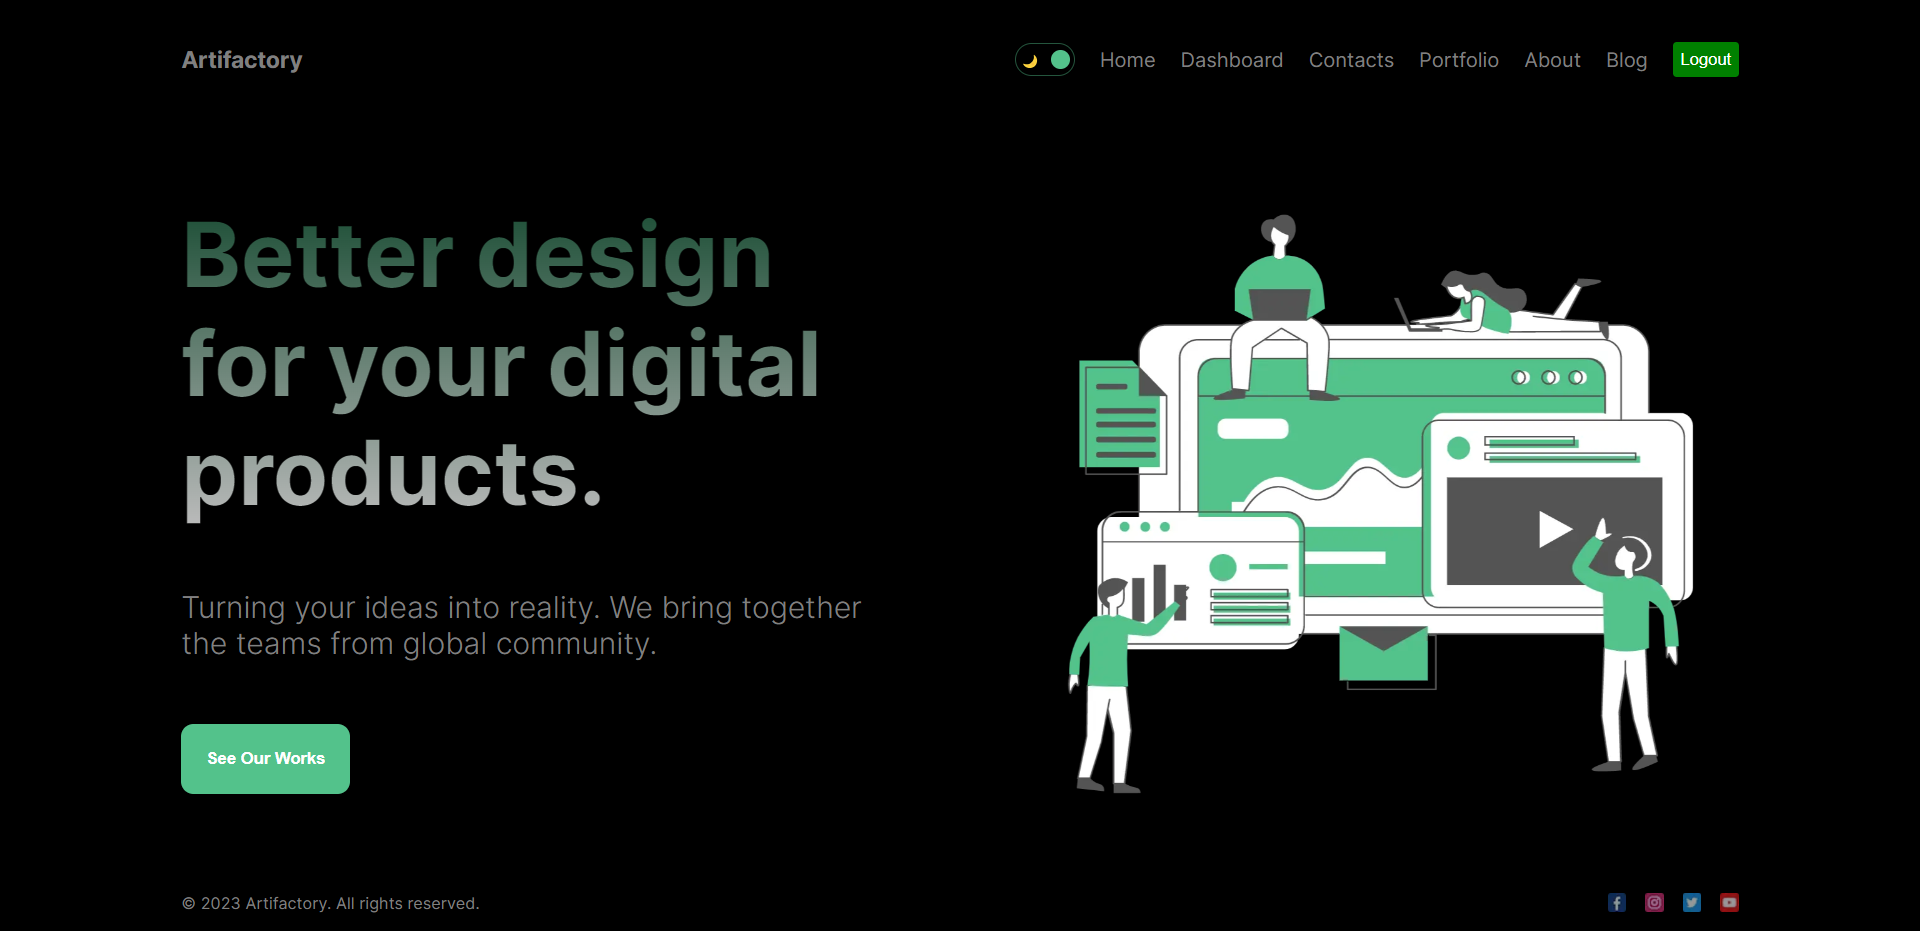 Artifactory
Home Dashboard Contacts Portfolio About Blog Logout
Better design
for your digital
products.
Turning your ideas into reality. We bring together
the teams from global community.
See Our Works
© 2023 Artifactory. All rights reserved.